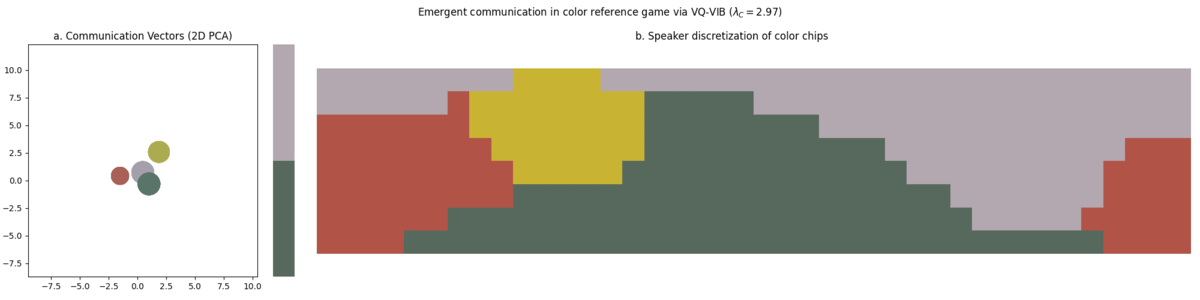 Emergent communication in color reference game via VQ-VIB (λ_C = 2.97)
a. Communication Vectors (2D PCA)
b. Speaker discretization of color chips
10.0
7.5
5.0
2.5
0.0
−2.5
−5.0
−7.5
−7.5 −5.0 −2.5 0.0 2.5 5.0 7.5 10.0